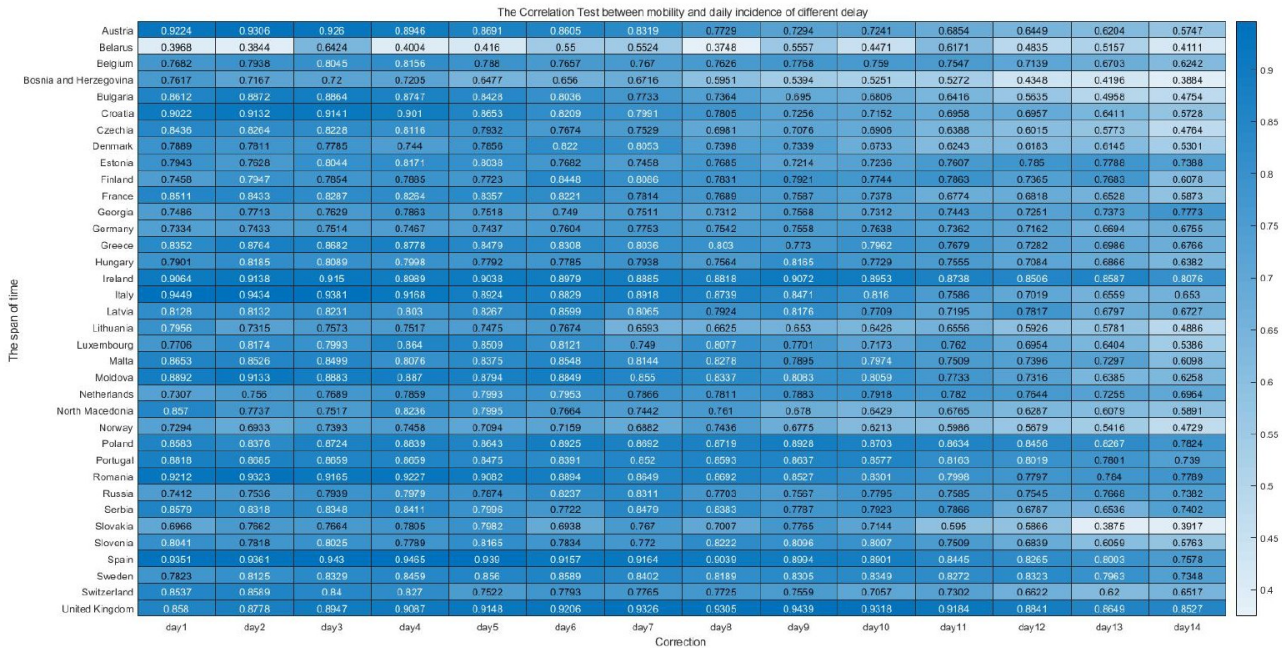 The Correlation Test between mobility and daily incidence of different delay
Austria 0.9224 0.9306 0.926 0.8946 0.8691 0.8605 0.8319 0.7729 0.7294 0.7241 0.6854 0.6449 0.6204 0.5747
Belarus 0.3968 0.3844 0.6424 0.4004 0.416 0.55 0.5524 0.3748 0.5557 0.4471 0.6171 0.4835 0.5157 0.4111
Belgium 0.7682 0.7938 0.8045 0.8156 0.788 0.7657 0.767 0.7626 0.7758 0.759 0.7547 0.7139 0.6703 0.6242
Bosnia and Herzegovina 0.7617 0.7167 0.72 0.7205 0.6477 0.656 0.6716 0.5951 0.5394 0.5251 0.5272 0.4348 0.4196 0.3884
Bulgaria 0.8612 0.8872 0.8864 0.8747 0.8428 0.8036 0.7733 0.7364 0.695 0.6806 0.6416 0.5635 0.4958 0.4754
Croatia 0.9022 0.9132 0.9141 0.901 0.8653 0.8209 0.7991 0.7805 0.7256 0.7152 0.6958 0.6957 0.6411 0.5728
Czechia 0.8436 0.8264 0.8228 0.8116 0.7932 0.7674 0.7529 0.6981 0.7076 0.6906 0.6388 0.6015 0.5773 0.4764
Denmark 0.7889 0.7811 0.7785 0.744 0.7856 0.822 0.8053 0.7398 0.7339 0.6733 0.6243 0.6183 0.6145 0.5301
Estonia 0.7943 0.7628 0.8044 0.8171 0.8038 0.7682 0.7458 0.7685 0.7214 0.7236 0.7607 0.785 0.7788 0.7388
Finland 0.7458 0.7947 0.7854 0.7885 0.7723 0.8448 0.8086 0.7831 0.7921 0.7744 0.7863 0.7365 0.7683 0.6078
France 0.8511 0.8433 0.8287 0.8264 0.8357 0.8221 0.7814 0.7689 0.7587 0.7378 0.6774 0.6818 0.6528 0.5873
Georgia 0.7486 0.7713 0.7629 0.7863 0.7518 0.749 0.7511 0.7312 0.7568 0.7312 0.7443 0.7251 0.7373 0.7773
Germany 0.7334 0.7433 0.7514 0.7467 0.7437 0.7604 0.7753 0.7542 0.7558 0.7638 0.7362 0.7162 0.6694 0.6755
Greece 0.8352 0.8764 0.8682 0.8778 0.8479 0.8308 0.8036 0.803 0.773 0.7962 0.7679 0.7282 0.6986 0.6766
Hungary 0.7901 0.8185 0.8089 0.7998 0.7792 0.7785 0.7938 0.7564 0.8165 0.7729 0.7555 0.7084 0.6866 0.6382
Ireland 0.9064 0.9138 0.915 0.8989 0.9038 0.8979 0.8885 0.8818 0.9072 0.8953 0.8738 0.8506 0.8587 0.8076
Italy 0.9449 0.9434 0.9381 0.9168 0.8924 0.8829 0.8918 0.8739 0.8471 0.816 0.7586 0.7019 0.6559 0.653
Latvia 0.8128 0.8132 0.8231 0.803 0.8267 0.8599 0.8065 0.7924 0.8176 0.7709 0.7195 0.7817 0.6797 0.6727
Lithuania 0.7956 0.7315 0.7573 0.7517 0.7475 0.7674 0.6593 0.6625 0.653 0.6426 0.6556 0.5926 0.5781 0.4886
Luxembourg 0.7706 0.8174 0.7993 0.864 0.8509 0.8121 0.749 0.8077 0.7701 0.7173 0.762 0.6954 0.6404 0.5386
Malta 0.8653 0.8526 0.8499 0.8076 0.8375 0.8548 0.8144 0.8278 0.7895 0.7974 0.7509 0.7396 0.7297 0.6098
Moldova 0.8892 0.9133 0.8883 0.887 0.8794 0.8849 0.855 0.8337 0.8083 0.8059 0.7733 0.7316 0.6385 0.6258
Netherlands 0.7307 0.756 0.7689 0.7859 0.7993 0.7953 0.7866 0.7811 0.7883 0.7918 0.782 0.7644 0.7255 0.6964
North Macedonia 0.857 0.7737 0.7517 0.8236 0.7995 0.7664 0.7442 0.761 0.678 0.6429 0.6765 0.6287 0.6079 0.5891
Norway 0.7294 0.6933 0.7393 0.7458 0.7094 0.7159 0.6882 0.7436 0.6775 0.6213 0.5986 0.5679 0.5416 0.4729
Poland 0.8583 0.8376 0.8724 0.8839 0.8643 0.8925 0.8692 0.8719 0.8928 0.8703 0.8634 0.8456 0.8267 0.7824
Portugal 0.8818 0.8685 0.8659 0.8659 0.8475 0.8391 0.852 0.8593 0.8637 0.8577 0.8163 0.8019 0.7801 0.739
Romania 0.9212 0.9323 0.9165 0.9227 0.9082 0.8894 0.8649 0.8692 0.8527 0.8301 0.7998 0.7797 0.784 0.7789
Russia 0.7412 0.7536 0.7939 0.7979 0.7874 0.8237 0.8311 0.7703 0.7567 0.7795 0.7585 0.7545 0.7668 0.7382
Serbia 0.8579 0.8318 0.8348 0.8411 0.7996 0.7722 0.8479 0.8383 0.7787 0.7923 0.7866 0.6787 0.6536 0.7402
Slovakia 0.6966 0.7662 0.7664 0.7805 0.7982 0.6938 0.767 0.7007 0.7765 0.7144 0.595 0.5866 0.3875 0.3917
Slovenia 0.8041 0.7818 0.8025 0.7789 0.8165 0.7834 0.772 0.8222 0.8096 0.8007 0.7509 0.6839 0.6059 0.5763
Spain 0.9351 0.9361 0.943 0.9465 0.939 0.9157 0.9164 0.9039 0.8994 0.8901 0.8445 0.8265 0.8003 0.7578
Sweden 0.7823 0.8125 0.8329 0.8459 0.856 0.8589 0.8402 0.8189 0.8305 0.8349 0.8272 0.8323 0.7963 0.7348
Switzerland 0.8537 0.8589 0.84 0.827 0.7522 0.7793 0.7765 0.7725 0.7559 0.7057 0.7302 0.6622 0.62 0.6517
United Kingdom 0.858 0.8778 0.8947 0.9087 0.9148 0.9206 0.9326 0.9305 0.9439 0.9318 0.9184 0.8841 0.8649 0.8527
day1 day2 day3 day4 day5 day6 day7 day8 day9 day10 day11 day12 day13 day14
Correction
The span of time
0.9
0.85
0.8
0.75
0.7
0.65
0.6
0.55
0.5
0.45
0.4